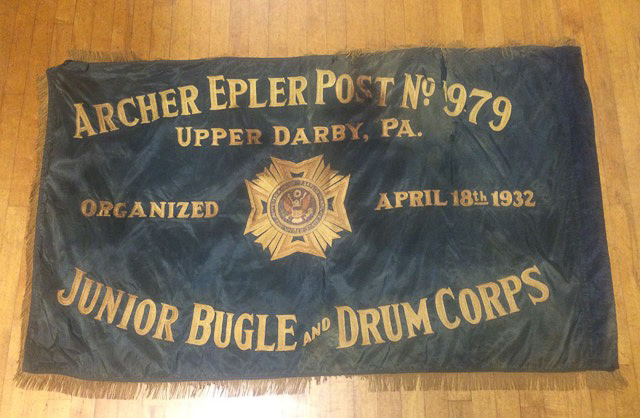 ARCHER EPLER POST NO 979
UPPER DARBY, PA.
ORGANIZED APRIL 18th 1932
JUNIOR BUGLE AND DRUM CORPS